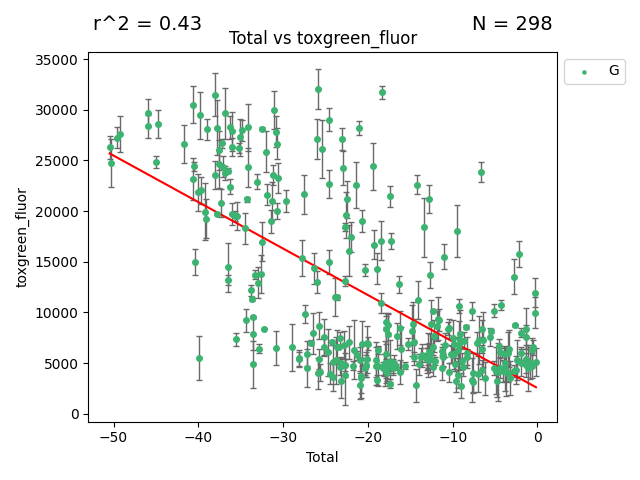 r^2 = 0.43
N = 298
Total vs toxgreen_fluor
G
35000
30000
25000
20000
15000
10000
5000
0
toxgreen_fluor
−50 −40 −30 −20 −10 0
Total